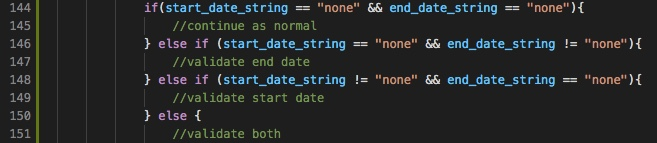 144 if(start_date_string == "none" && end_date_string == "none"){
145 //continue as normal
146 } else if (start_date_string == "none" && end_date_string != "none"){
147 //validate end date
148 } else if (start_date_string != "none" && end_date_string == "none"){
149 //validate start date
150 } else {
151 //validate both